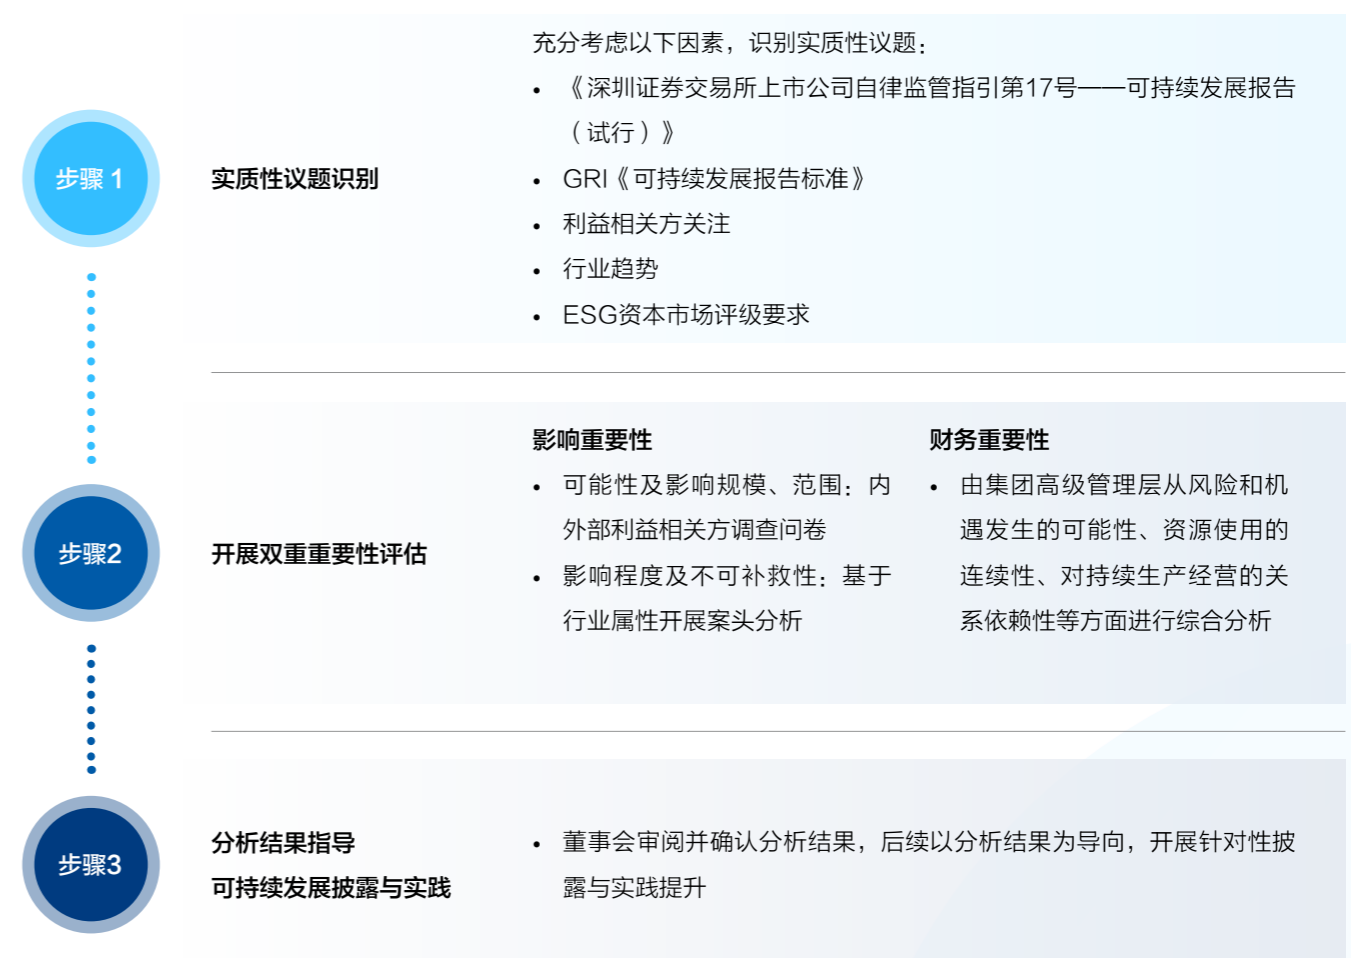 步骤 1
实质性议题识别
充分考虑以下因素，识别实质性议题：
• 《深圳证券交易所上市公司自律监管指引第17号——可持续发展报告
（试行）》
• GRI《可持续发展报告标准》
• 利益相关方关注
• 行业趋势
• ESG资本市场评级要求
步骤2
开展双重重要性评估
影响重要性
• 可能性及影响规模、范围：内
外部利益相关方调查问卷
• 影响程度及不可补救性：基于
行业属性开展案头分析
财务重要性
• 由集团高级管理层从风险和机
遇发生的可能性、资源使用的
连续性、对持续生产经营的关
系依赖性等方面进行综合分析
步骤3
分析结果指导
可持续发展披露与实践
• 董事会审阅并确认分析结果，后续以分析结果为导向，开展针对性披
露与实践提升